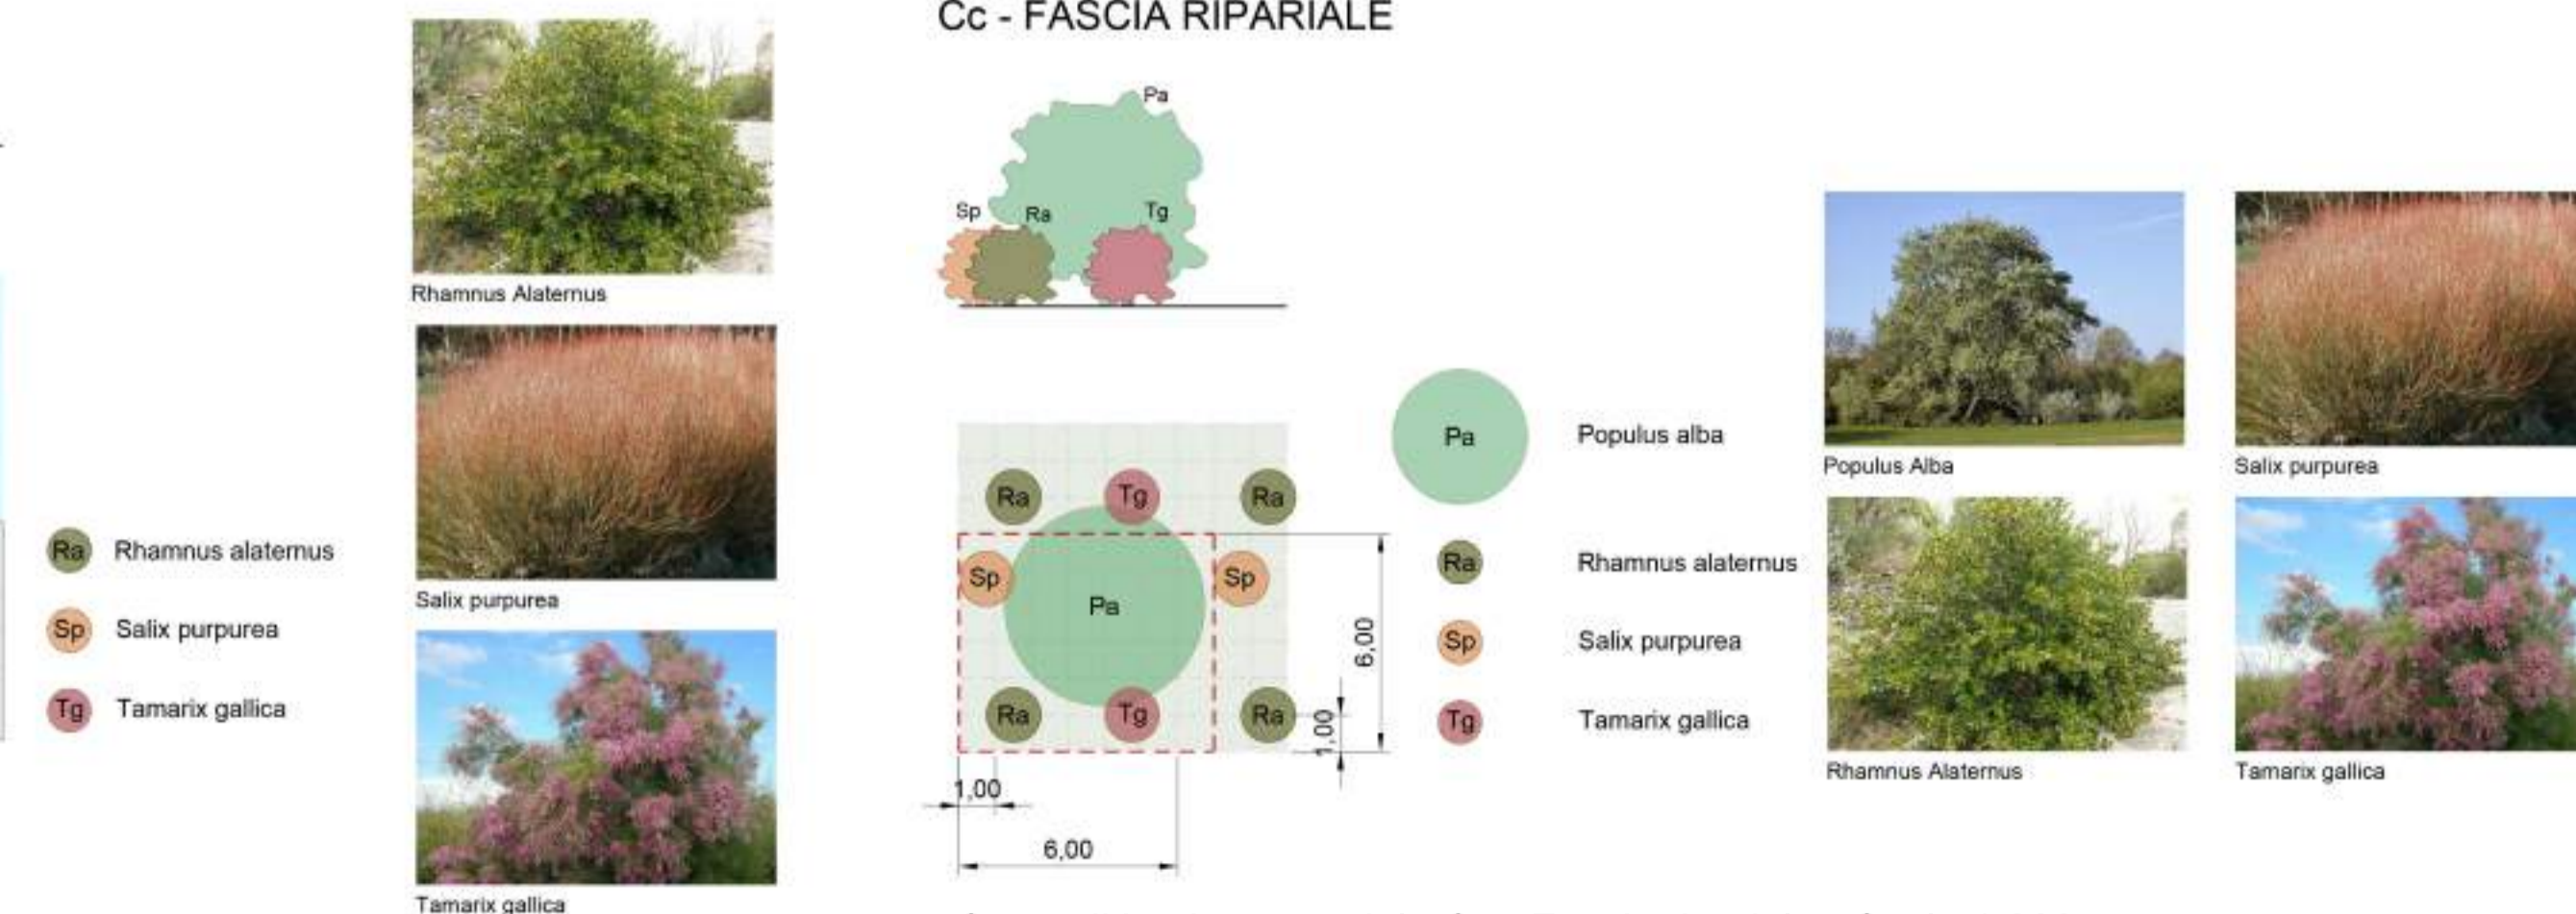 Rhamnus Alaternus
Salix purpurea
Tamarix gallica
Ra Rhamnus alaternus
Sp Salix purpurea
Tg Tamarix gallica
Cc - FASCIA RIPARIALE
Pa
Sp Ra Tg
Ra Tg Ra
Sp Pa Sp
Ra Tg Ra
6,00
1,00
1,00
6,00
Pa Populus alba
Ra Rhamnus alaternus
Sp Salix purpurea
Tg Tamarix gallica
Populus Alba
Salix purpurea
Rhamnus Alaternus
Tamarix gallica